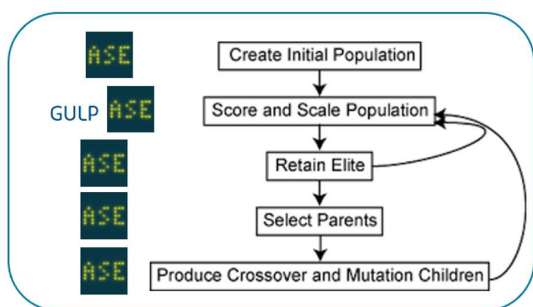 ASE Create Initial Population
GULP ASE Score and Scale Population
ASE Retain Elite
ASE Select Parents
ASE Produce Crossover and Mutation Children